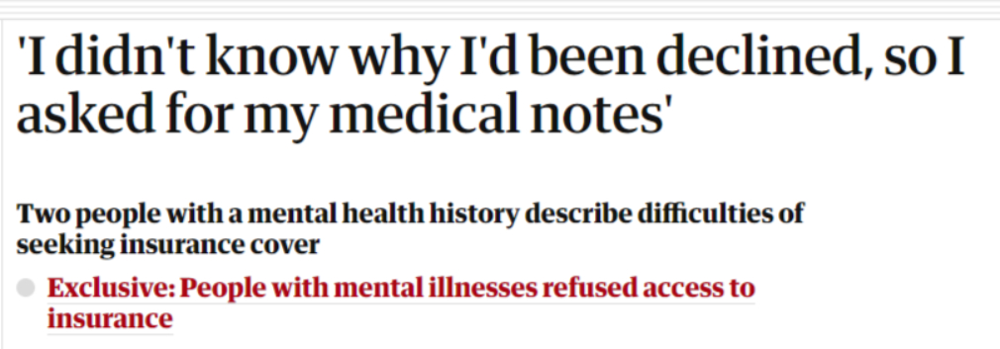 'I didn't know why I'd been declined, so I
asked for my medical notes'
Two people with a mental health history describe difficulties of
seeking insurance cover
Exclusive: People with mental illnesses refused access to
insurance